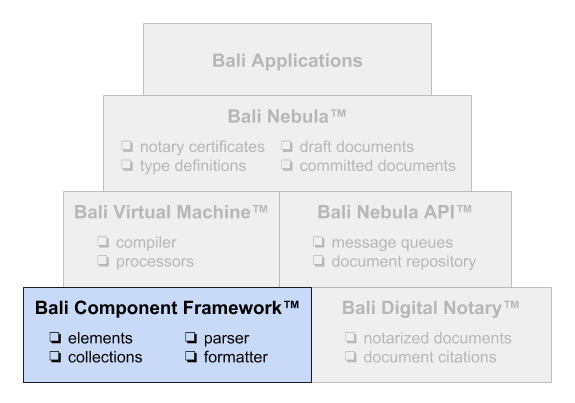 Bali Applications
Bali Nebula™
❏ notary certificates ❏ draft documents
❏ type definitions ❏ committed documents
Bali Virtual Machine™
❏ compiler
❏ processors
Bali Nebula API™
❏ message queues
❏ document repository
Bali Component Framework™
❏ elements ❏ parser
❏ collections ❏ formatter
Bali Digital Notary™
❏ notarized documents
❏ document citations